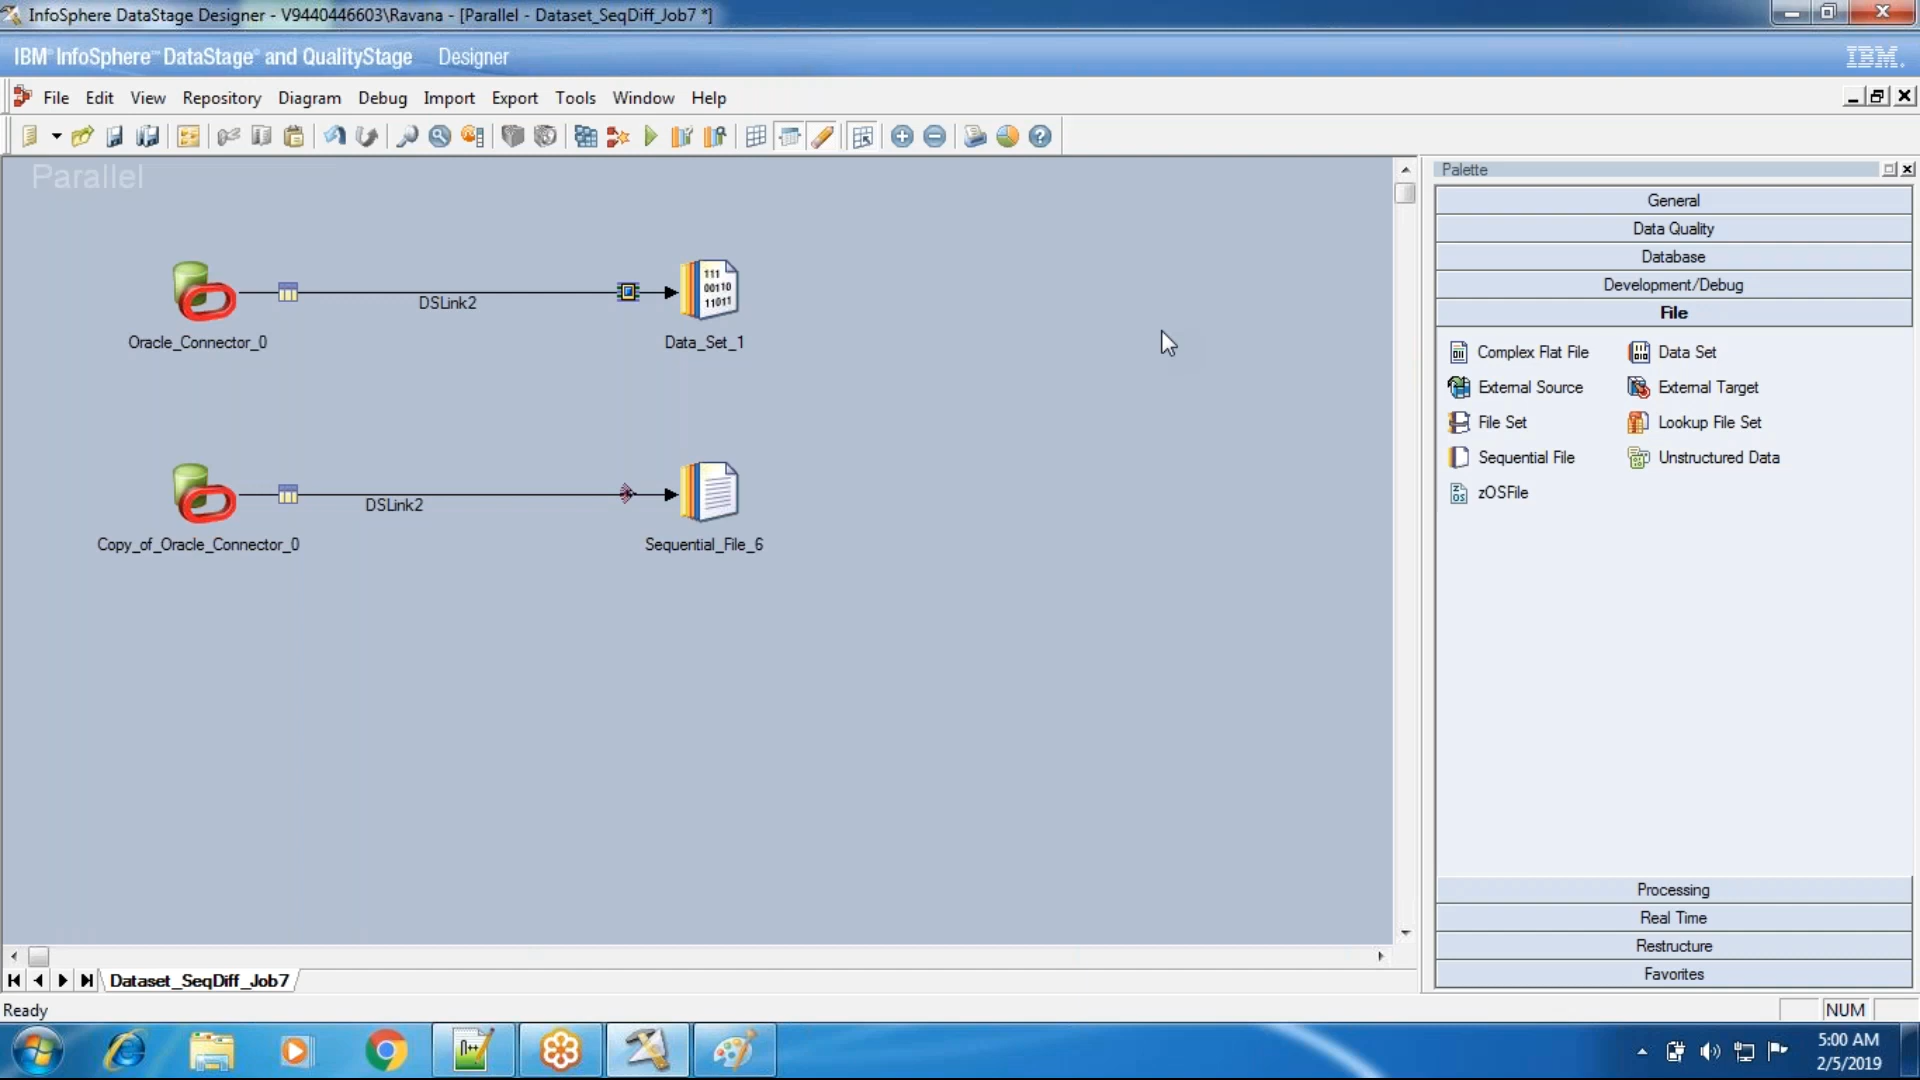 InfoSphere DataStage Designer - V9440446603\Ravana - [Parallel - Dataset_SeqDiff_Job7 *]
IBM® InfoSphere™ DataStage® and QualityStage Designer
IBM.
File Edit View Repository Diagram Debug Import Export Tools Window Help
Parallel
DSLink2
Oracle_Connector_0
Data_Set_1
DSLink2
Copy_of_Oracle_Connector_0
Sequential_File_6
Palette
General
Data Quality
Database
Development/Debug
File
Complex Flat File Data Set
External Source External Target
File Set Lookup File Set
Sequential File Unstructured Data
zOSFile
Processing
Real Time
Restructure
Favorites
Dataset_SeqDiff_Job7
Ready
NUM
5:00 AM
2/5/2019